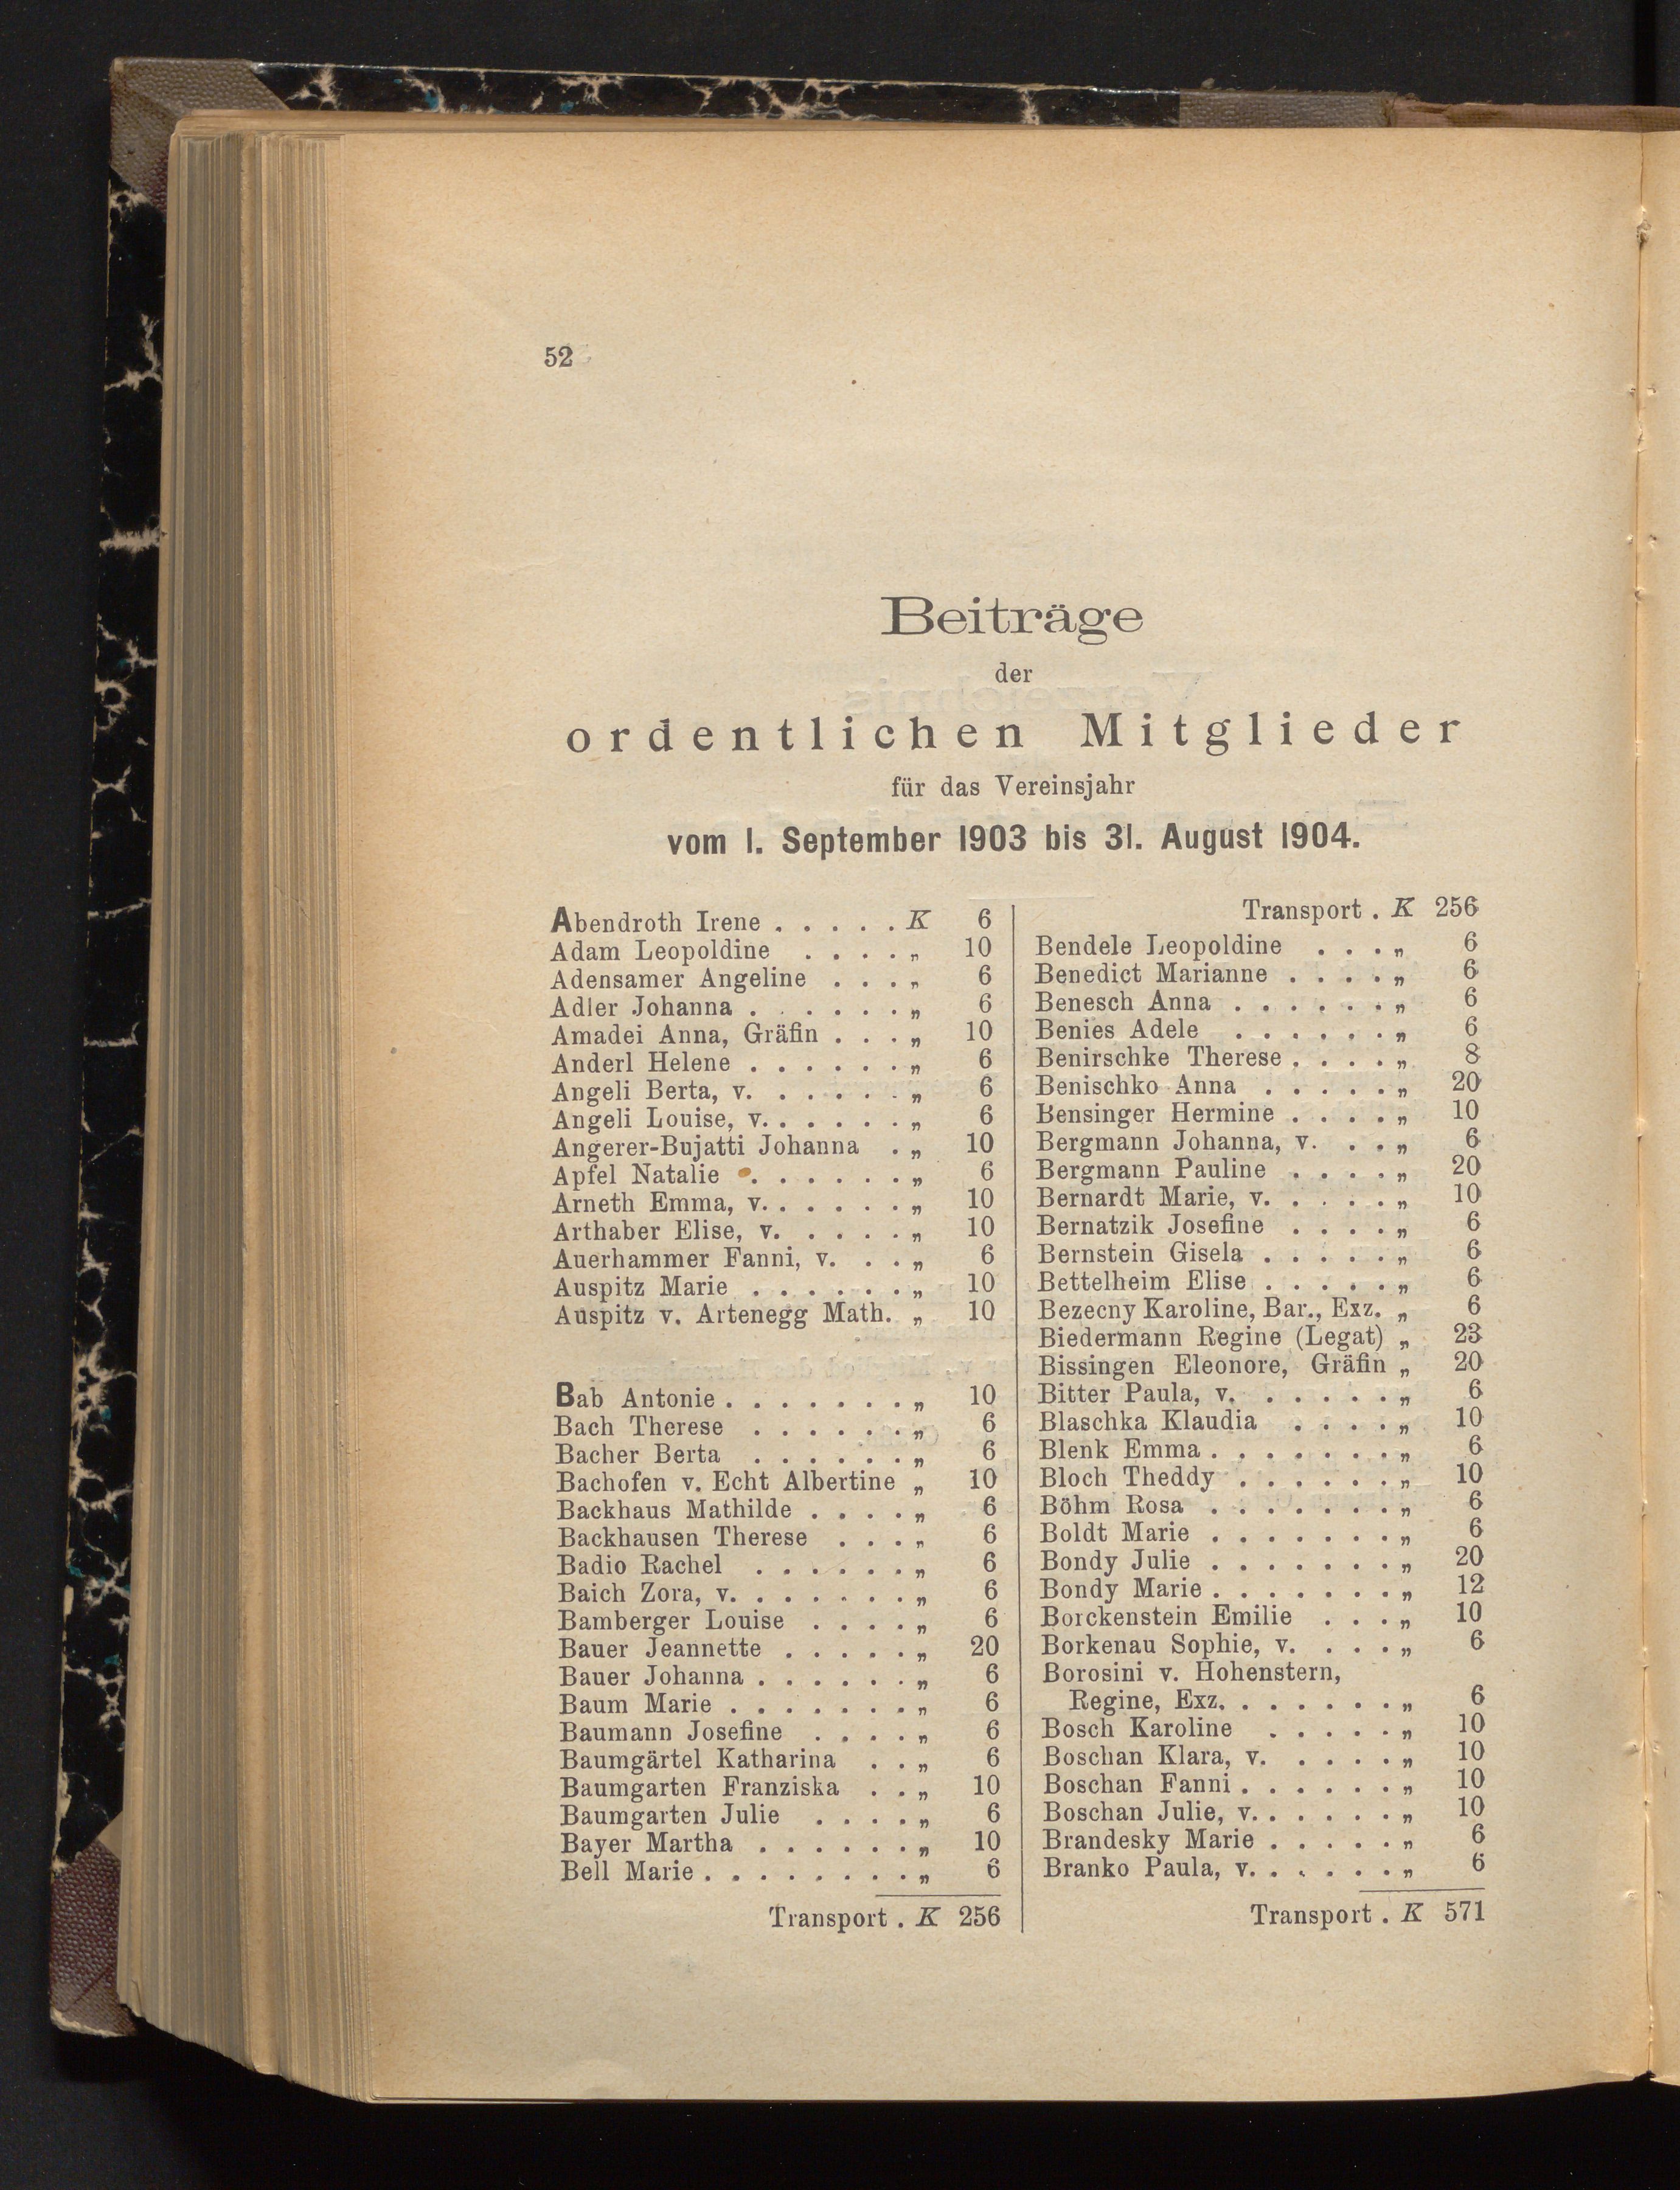 52
Beiträge
der
ordentlichen Mitglieder
für das Vereinsjahr
vom 1. September 1903 bis 31. August 1904.
Abendroth Irene . . . . . K 6
Adam Leopoldine . . . . „ 10
Adensamer Angeline . . . „ 6
Adler Johanna . . . . . . „ 6
Amadei Anna, Gräfin . . . „ 10
Anderl Helene . . . . . . „ 6
Angeli Berta, v. . . . . . „ 6
Angeli Louise, v. . . . . . „ 6
Angerer-Bujatti Johanna . „ 10
Apfel Natalie . . . . . . „ 6
Arneth Emma, v. . . . . . „ 10
Arthaber Elise, v. . . . . „ 10
Auerhammer Fanni, v. . . „ 6
Auspitz Marie . . . . . . „ 10
Auspitz v. Artenegg Math. „ 10
Bab Antonie . . . . . . . „ 10
Bach Therese . . . . . . „ 6
Bacher Berta . . . . . . „ 6
Bachofen v. Echt Albertine „ 10
Backhaus Mathilde . . . . „ 6
Backhausen Therese . . . „ 6
Badio Rachel . . . . . . „ 6
Baich Zora, v. . . . . . . „ 6
Bamberger Louise . . . . „ 6
Bauer Jeannette . . . . . „ 20
Bauer Johanna . . . . . . „ 6
Baum Marie . . . . . . . „ 6
Baumann Josefine . . . . „ 6
Baumgärtel Katharina . . „ 6
Baumgarten Franziska . . „ 10
Baumgarten Julie . . . . „ 6
Bayer Martha . . . . . . „ 10
Bell Marie . . . . . . . . „ 6
Transport . K 256
Transport . K 256
Bendele Leopoldine . . . „ 6
Benedict Marianne . . . . „ 6
Benesch Anna . . . . . . „ 6
Benies Adele . . . . . . „ 6
Benirschke Therese . . . . „ 8
Benischko Anna . . . . . „ 20
Bensinger Hermine . . . . „ 10
Bergmann Johanna, v. . . „ 6
Bergmann Pauline . . . . „ 20
Bernardt Marie, v. . . . . „ 10
Bernatzik Josefine . . . . „ 6
Bernstein Gisela . . . . . „ 6
Bettelheim Elise . . . . . „ 6
Bezecny Karoline, Bar., Exz. „ 6
Biedermann Regine (Legat) „ 23
Bissingen Eleonore, Gräfin „ 20
Bitter Paula, v. . . . . . „ 6
Blaschka Klaudia . . . . „ 10
Blenk Emma . . . . . . . „ 6
Bloch Theddy . . . . . . „ 10
Böhm Rosa . . . . . . . „ 6
Boldt Marie . . . . . . . „ 6
Bondy Julie . . . . . . . „ 20
Bondy Marie . . . . . . . „ 12
Borckenstein Emilie . . . „ 10
Borkenau Sophie, v. . . . „ 6
Borosini v. Hohenstern,
Regine, Exz. . . . . . . „ 6
Bosch Karoline . . . . . „ 10
Boschan Klara, v. . . . . „ 10
Boschan Fanni . . . . . . „ 10
Boschan Julie, v. . . . . . „ 10
Brandesky Marie . . . . . „ 6
Branko Paula, v. . . . . . „ 6
Transport . K 571